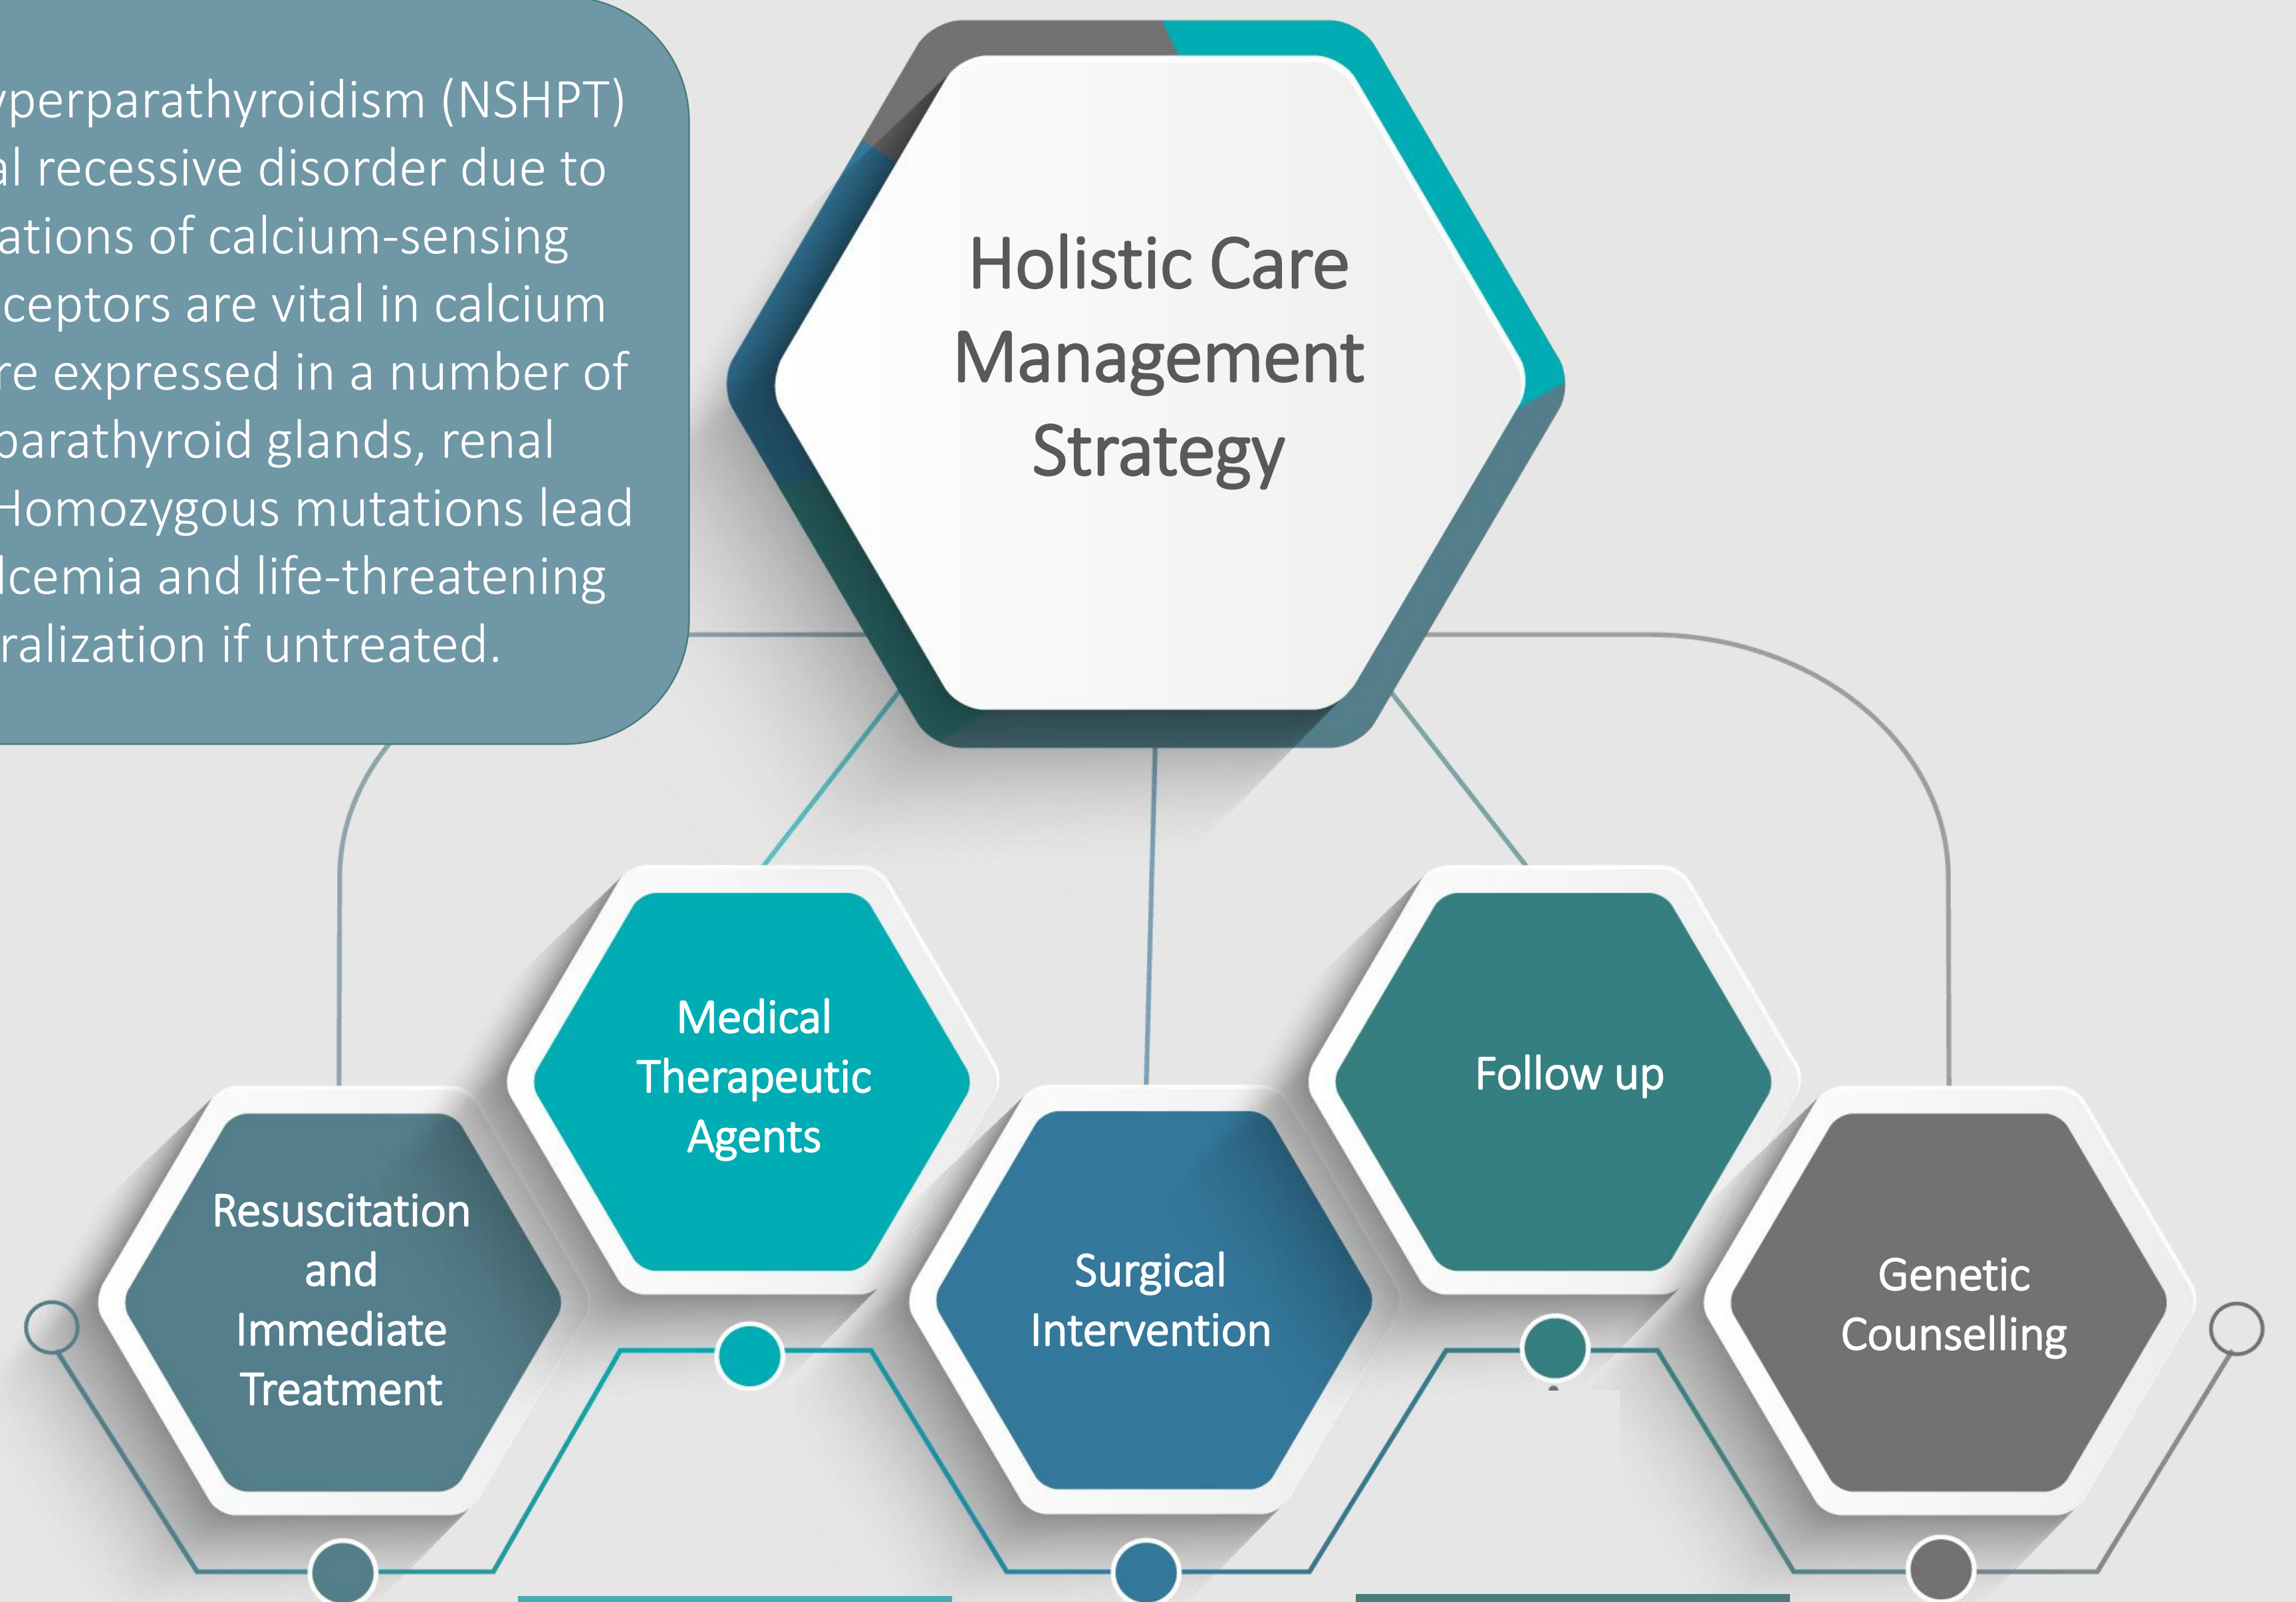 yperparathyroidism (NSHPT)
al recessive disorder due to
ations of calcium-sensing
ceptors are vital in calcium
re expressed in a number of
parathyroid glands, renal
Homozygous mutations lead
lcemia and life-threatening
ralization if untreated.
Holistic Care
Management
Strategy
Medical
Therapeutic
Agents
Follow up
Resuscitation
and
Immediate
Treatment
Surgical
Intervention
Genetic
Counselling